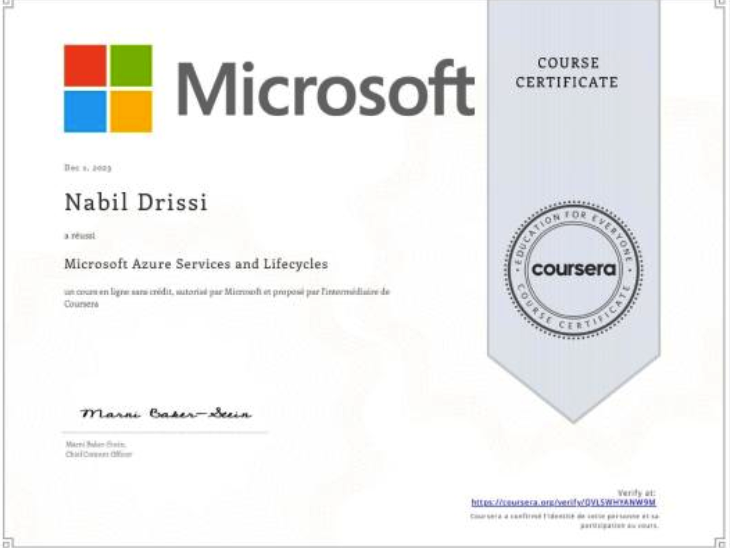 Microsoft
COURSE
CERTIFICATE
Dec 1, 2023
Nabil Drissi
a réussi
Microsoft Azure Services and Lifecycles
un cours en ligne sans crédit, autorisé par Microsoft et proposé par l'intermédiaire de
Coursera
EDUCATION FOR EVERYONE
coursera
COURSE CERTIFICATE
Marni Baker-Stein
Marni Baker-Stein,
Chief Content Officer
Verify at:
https://coursera.org/verify/QVLSWHYANW9M
Coursera a confirmé l'identité de cette personne et sa
participation au cours.